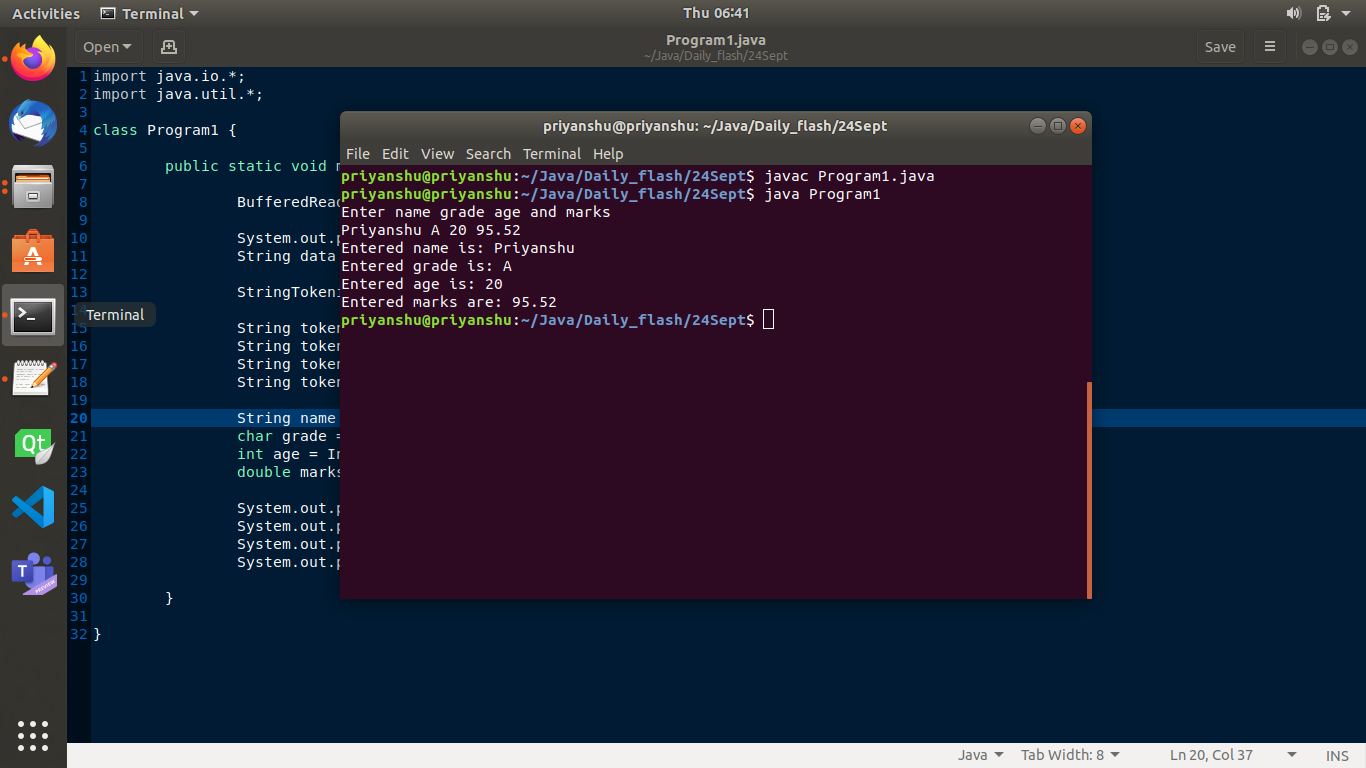 Activities Terminal Thu 06:41
Open Program1.java Save
~/Java/Daily_flash/24Sept
1 import java.io.*;
2 import java.util.*;
3
4 class Program1 {
5
6 public static void
7
8 BufferedRead
9
10 System.out.
11 String data
12
13 StringTokeni
15 String token
16 String token
17 String token
18 String token
19
20 String name
21 char grade =
22 int age = In
23 double marks
24
25 System.out.
26 System.out.
27 System.out.
28 System.out.
29
30 }
31
32 }
Terminal
priyanshu@priyanshu: ~/Java/Daily_flash/24Sept
File Edit View Search Terminal Help
priyanshu@priyanshu:~/Java/Daily_flash/24Sept$ javac Program1.java
priyanshu@priyanshu:~/Java/Daily_flash/24Sept$ java Program1
Enter name grade age and marks
Priyanshu A 20 95.52
Entered name is: Priyanshu
Entered grade is: A
Entered age is: 20
Entered marks are: 95.52
priyanshu@priyanshu:~/Java/Daily_flash/24Sept$
Qt
T
PREVIEW
Java Tab Width: 8 Ln 20, Col 37 INS